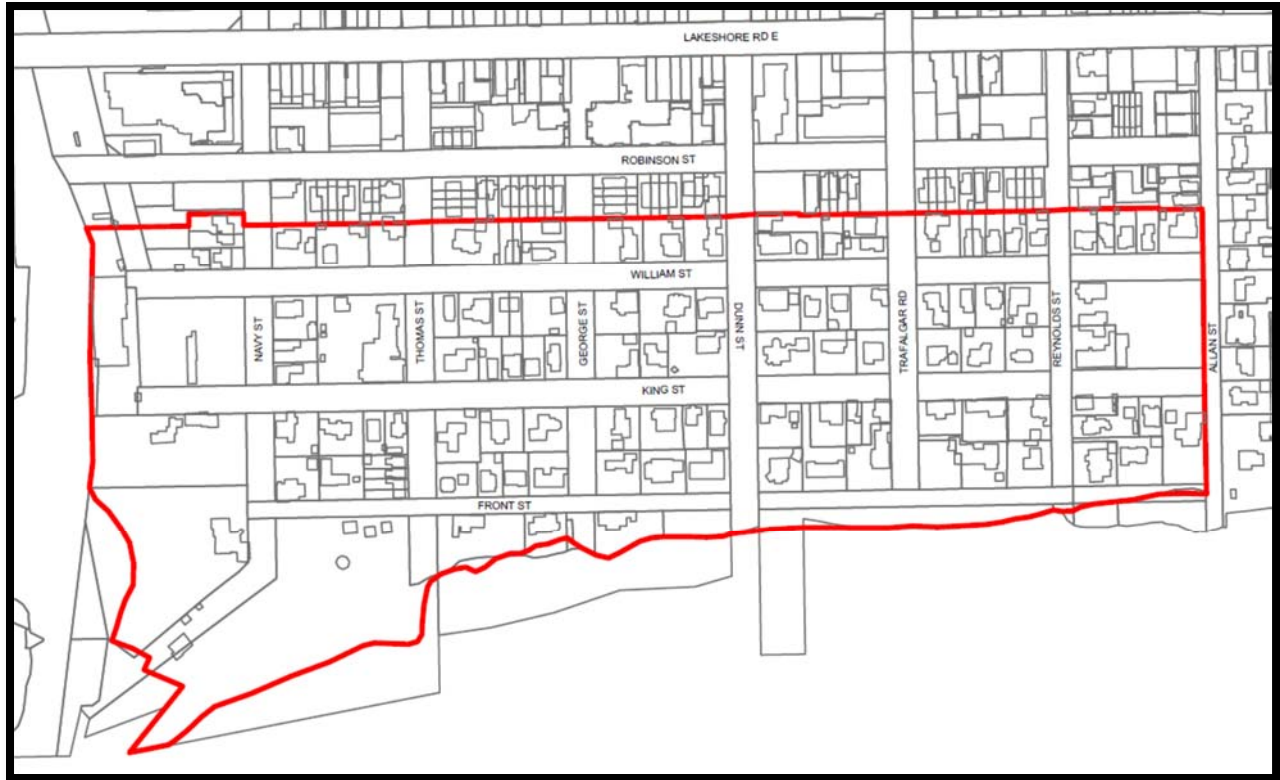 LAKESHORE RD E
ROBINSON ST
WILLIAM ST
NAVY ST
THOMAS ST
GEORGE ST
DUNN ST
TRAFALGAR RD
REYNOLDS ST
ALLAN ST
KING ST
FRONT ST